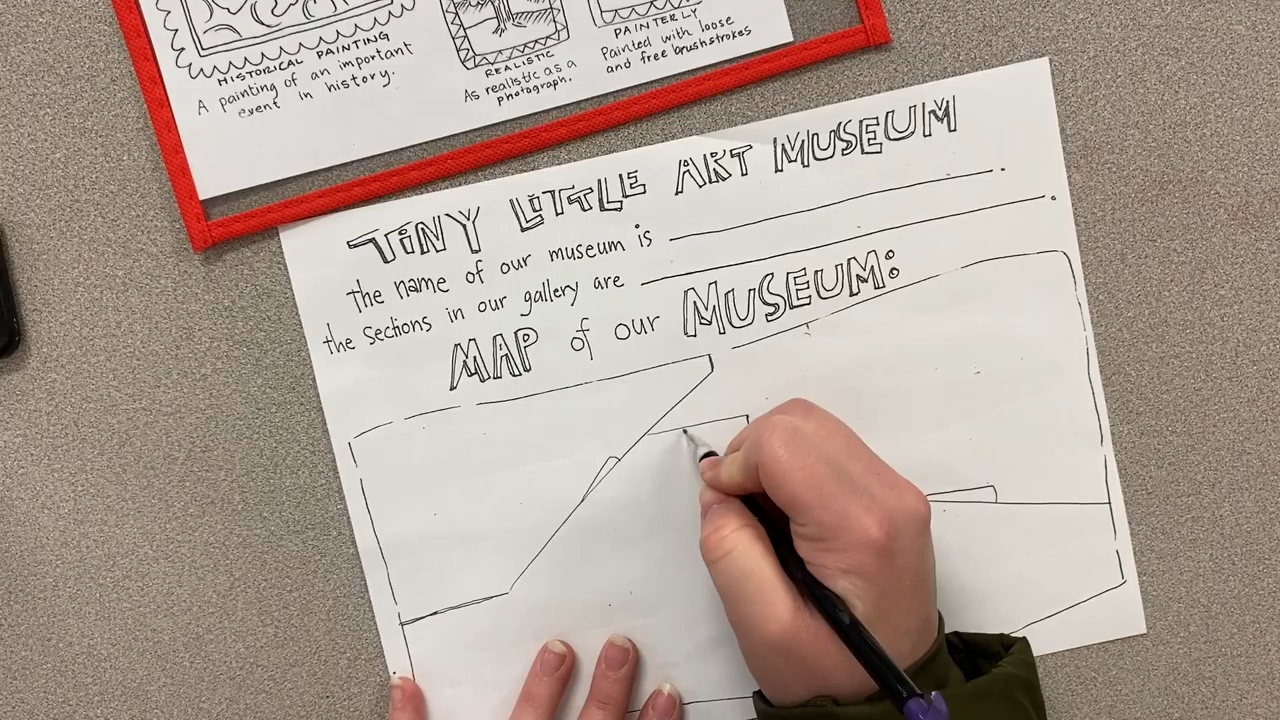 HISTORICAL PAINTING
A painting of an important
event in history.
REALISTIC
As realistic as a
photograph.
PAINTERLY
Painted with loose
and free brushstrokes
TiNY LiTTLE ART MUSEUM
the name of our museum is
the sections in our gallery are
MAP of our MUSEUM: